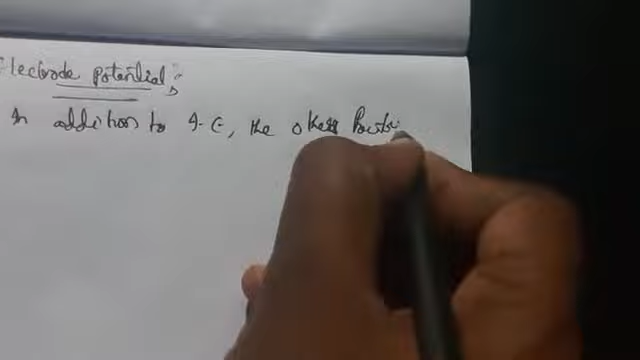 lectrode potential:
In addition to I.E, the other